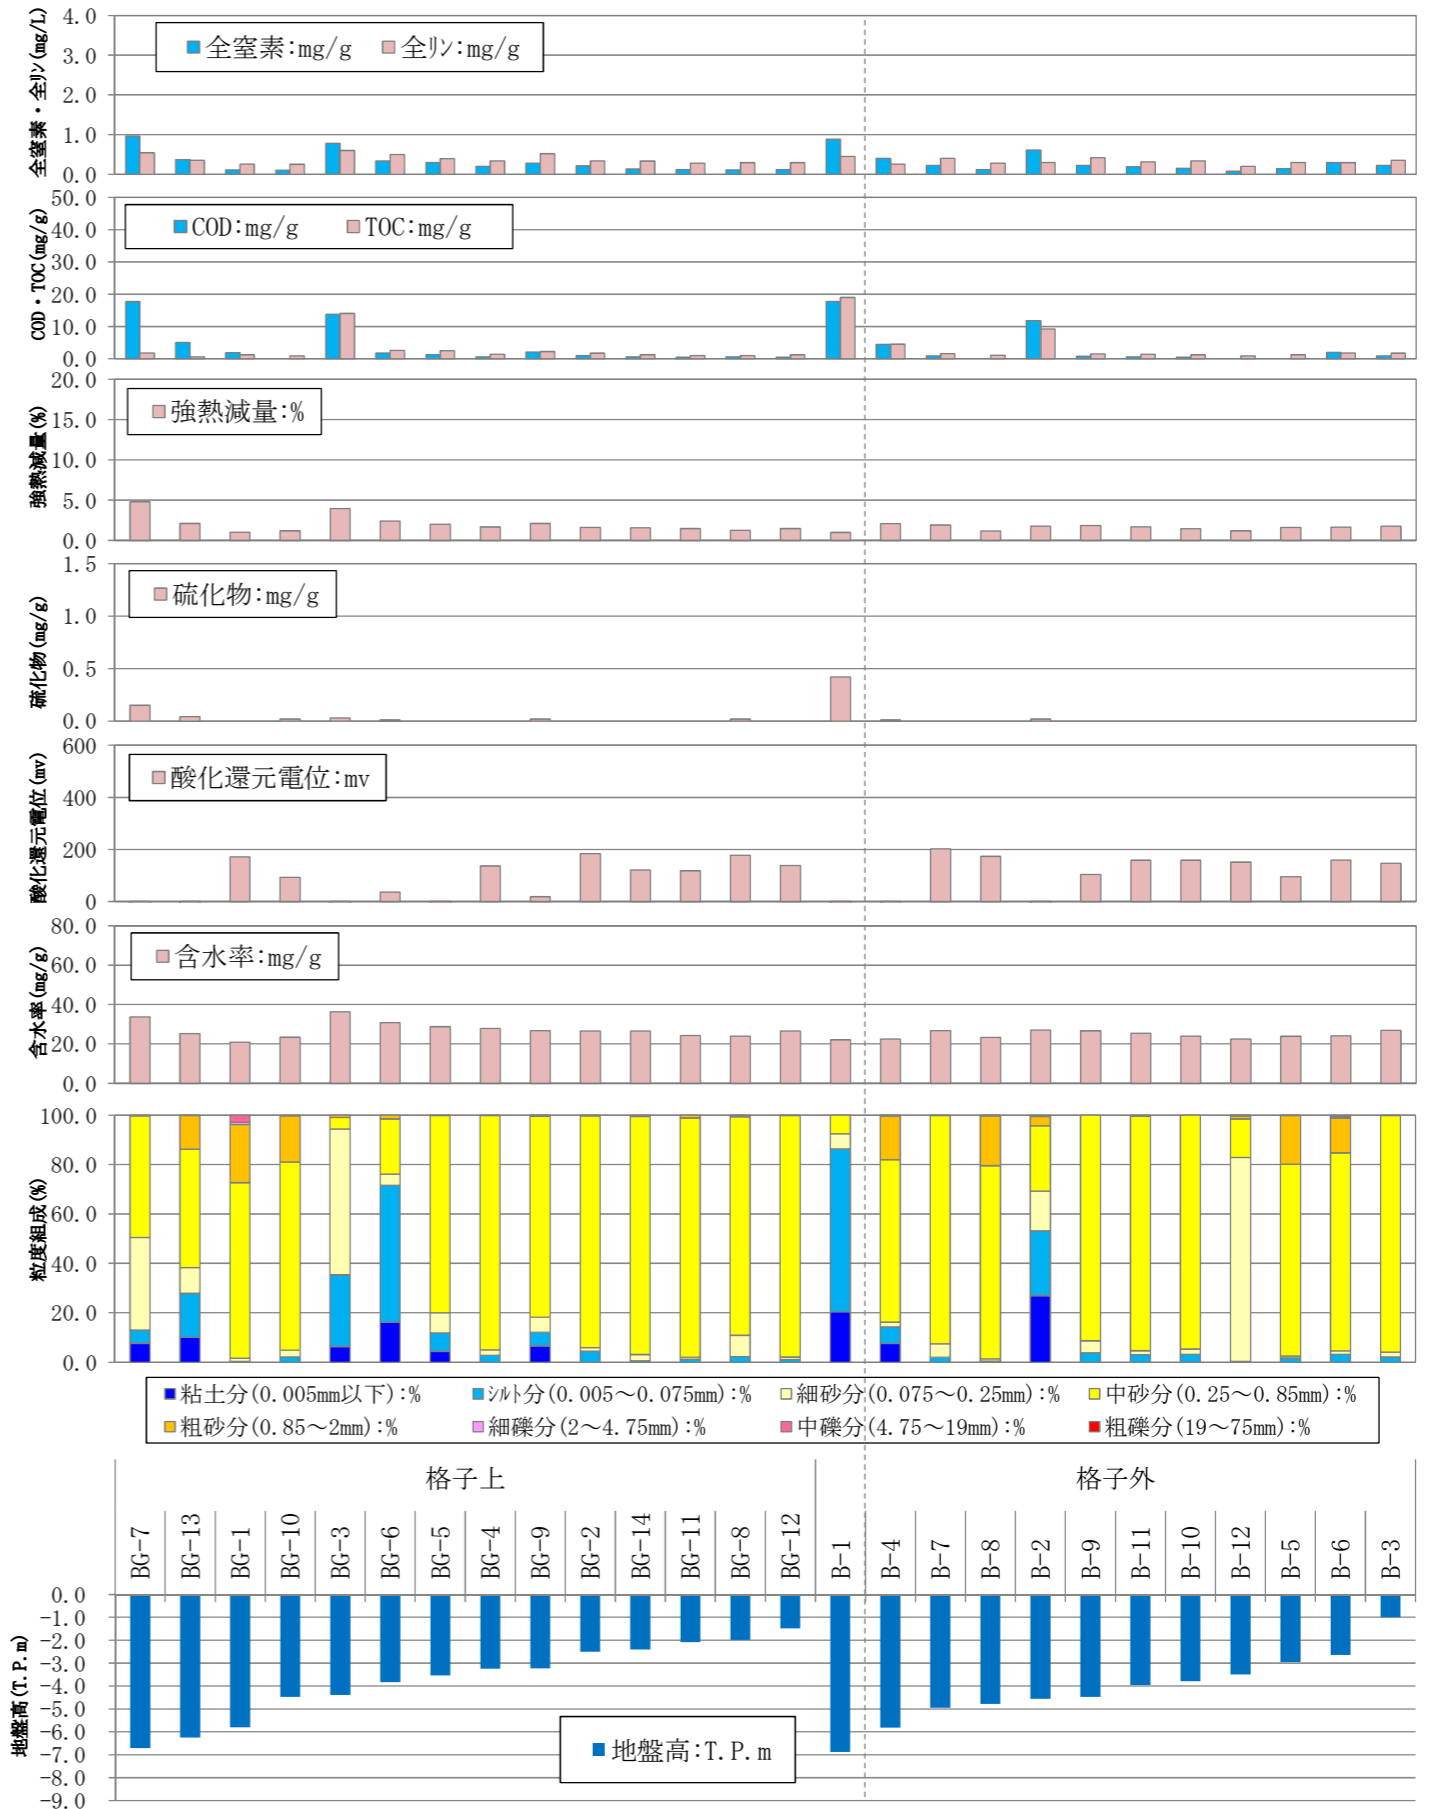 全窒素・全リン(mg/L)
4.0
3.0
2.0
1.0
0.0
全窒素:mg/g 全リン:mg/g
COD・TOC(mg/g)
50.0
40.0
30.0
20.0
10.0
0.0
COD:mg/g TOC:mg/g
強熱減量(%)
20.0
15.0
10.0
5.0
0.0
強熱減量:%
硫化物(mg/g)
1.5
1.0
0.5
0.0
硫化物:mg/g
酸化還元電位(mv)
600
400
200
0
酸化還元電位:mv
含水率(mg/g)
80.0
60.0
40.0
20.0
0.0
含水率:mg/g
粒度組成(%)
100.0
80.0
60.0
40.0
20.0
0.0
粘土分(0.005mm以下):% シルト分(0.005～0.075mm):% 細砂分(0.075～0.25mm):% 中砂分(0.25～0.85mm):%
粗砂分(0.85～2mm):% 細礫分(2～4.75mm):% 中礫分(4.75～19mm):% 粗礫分(19～75mm):%
格子上 格子外
BG-7 BG-13 BG-1 BG-10 BG-3 BG-6 BG-5 BG-4 BG-9 BG-2 BG-14 BG-11 BG-8 BG-12 B-1 B-4 B-7 B-8 B-2 B-9 B-11 B-10 B-12 B-5 B-6 B-3
地盤高(T.P.m)
0.0
-1.0
-2.0
-3.0
-4.0
-5.0
-6.0
-7.0
-8.0
-9.0
地盤高:T.P.m